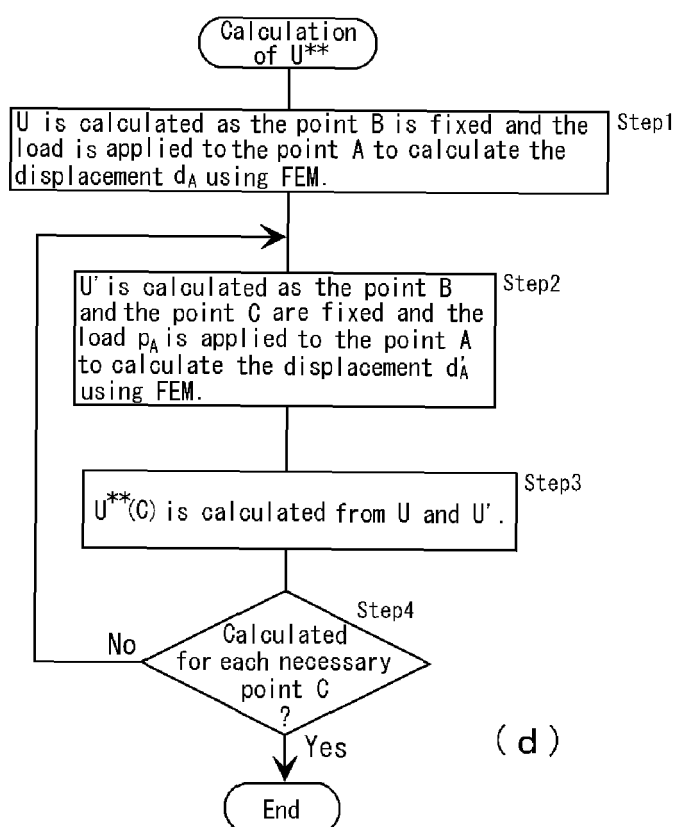 Calculation
of U**
U is calculated as the point B is fixed and the
load is applied to the point A to calculate the
displacement dA using FEM.
Step1
U' is calculated as the point B
and the point C are fixed and the
load pA is applied to the point A
to calculate the displacement d'A
using FEM.
Step2
U**(C) is calculated from U and U'.
Step3
Step4
Calculated
for each necessary
point C
?
No
Yes
(d)
End